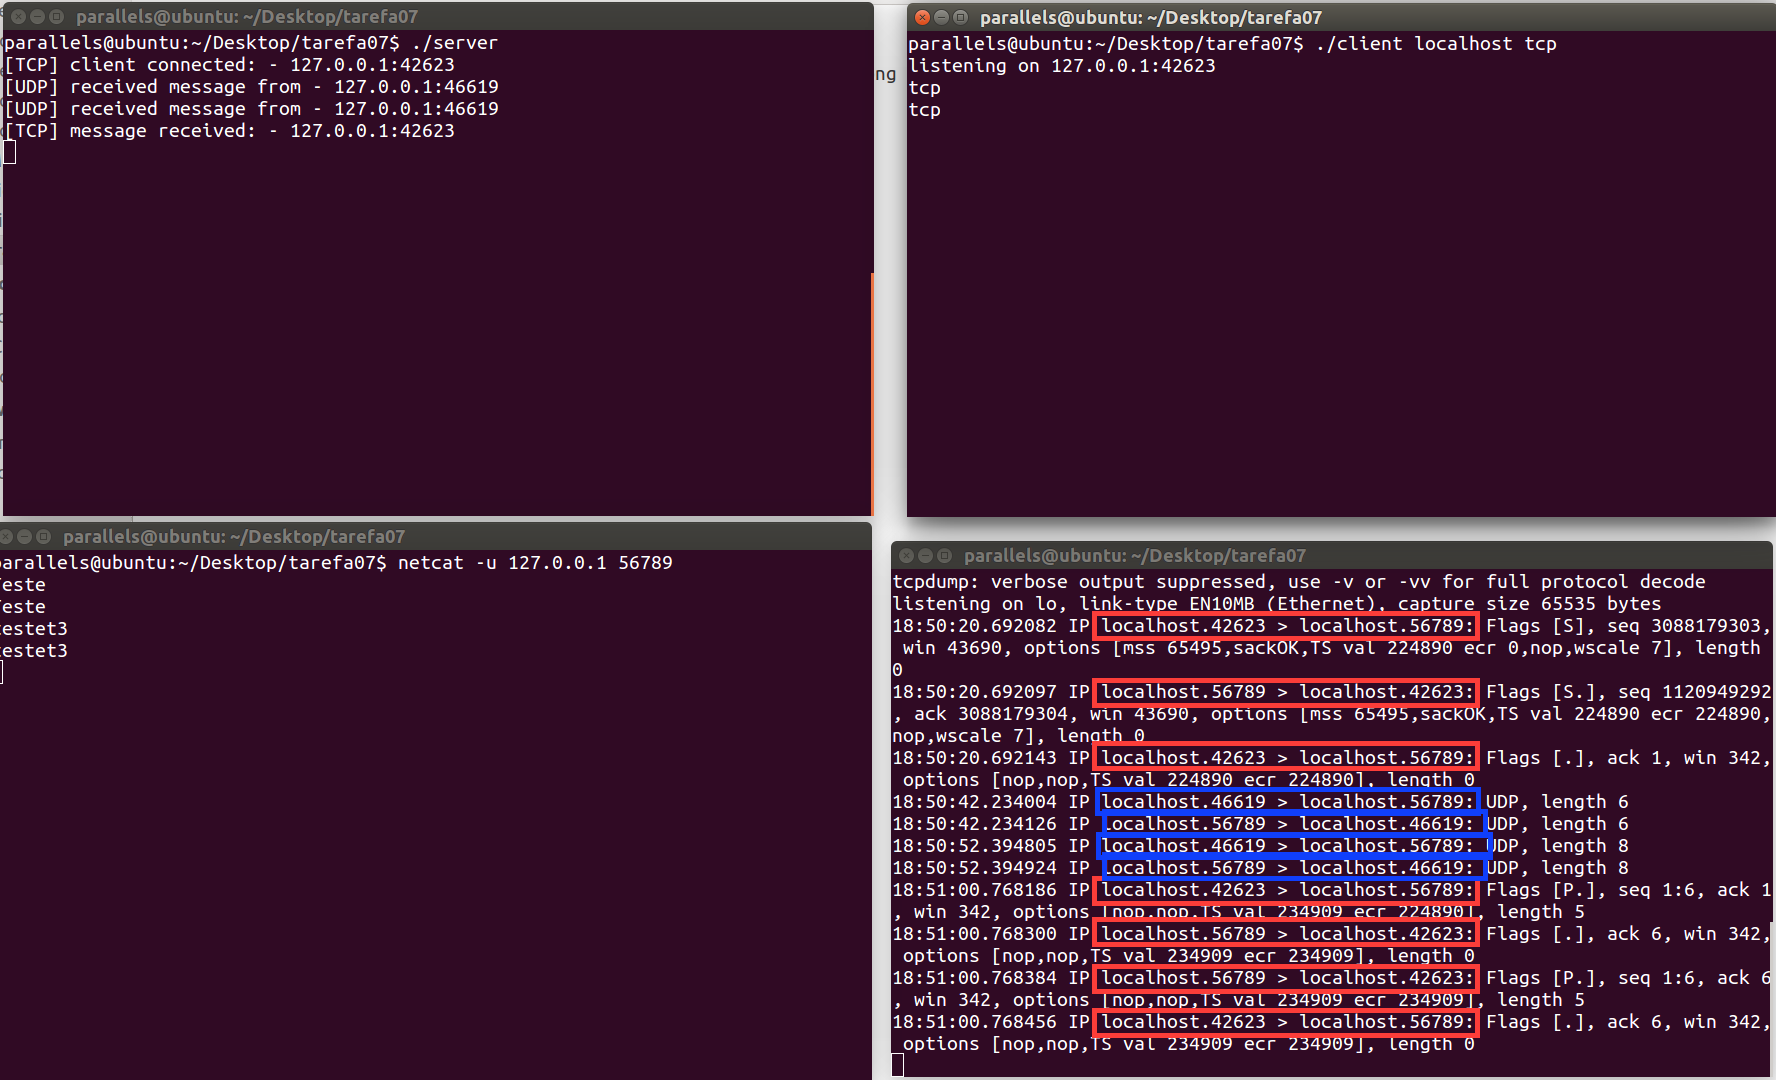 parallels@ubuntu: ~/Desktop/tarefa07
parallels@ubuntu:~/Desktop/tarefa07$ ./server
[TCP] client connected: - 127.0.0.1:42623
[UDP] received message from - 127.0.0.1:46619
[UDP] received message from - 127.0.0.1:46619
[TCP] message received: - 127.0.0.1:42623
ng
parallels@ubuntu: ~/Desktop/tarefa07
parallels@ubuntu:~/Desktop/tarefa07$ ./client localhost tcp
listening on 127.0.0.1:42623
tcp
tcp
parallels@ubuntu: ~/Desktop/tarefa07
parallels@ubuntu:~/Desktop/tarefa07$ netcat -u 127.0.0.1 56789
Teste
Teste
testet3
testet3
parallels@ubuntu: ~/Desktop/tarefa07
tcpdump: verbose output suppressed, use -v or -vv for full protocol decode
listening on lo, link-type EN10MB (Ethernet), capture size 65535 bytes
18:50:20.692082 IP localhost.42623 > localhost.56789: Flags [S], seq 3088179303,
win 43690, options [mss 65495,sackOK,TS val 224890 ecr 0,nop,wscale 7], length
0
18:50:20.692097 IP localhost.56789 > localhost.42623: Flags [S.], seq 1120949292
, ack 3088179304, win 43690, options [mss 65495,sackOK,TS val 224890 ecr 224890,
nop,wscale 7], length 0
18:50:20.692143 IP localhost.42623 > localhost.56789: Flags [.], ack 1, win 342,
options [nop,nop,TS val 224890 ecr 224890], length 0
18:50:42.234004 IP localhost.46619 > localhost.56789: UDP, length 6
18:50:42.234126 IP localhost.56789 > localhost.46619: UDP, length 6
18:50:52.394805 IP localhost.46619 > localhost.56789: UDP, length 8
18:50:52.394924 IP localhost.56789 > localhost.46619: UDP, length 8
18:51:00.768186 IP localhost.42623 > localhost.56789: Flags [P.], seq 1:6, ack 1
, win 342, options [nop,nop,TS val 234909 ecr 224890], length 5
18:51:00.768300 IP localhost.56789 > localhost.42623: Flags [.], ack 6, win 342,
options [nop,nop,TS val 234909 ecr 234909], length 0
18:51:00.768384 IP localhost.56789 > localhost.42623: Flags [P.], seq 1:6, ack 6
, win 342, options [nop,nop,TS val 234909 ecr 234909], length 5
18:51:00.768456 IP localhost.42623 > localhost.56789: Flags [.], ack 6, win 342,
options [nop,nop,TS val 234909 ecr 234909], length 0